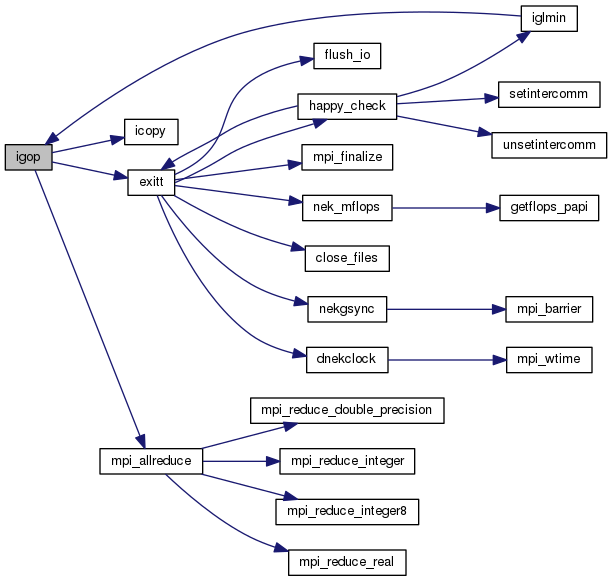 iglmin
flush_io
setintercomm
happy_check
icopy
unsetintercomm
igop
mpi_finalize
exitt
nek_mflops
getflops_papi
close_files
nekgsync
mpi_barrier
dnekclock
mpi_wtime
mpi_reduce_double_precision
mpi_allreduce
mpi_reduce_integer
mpi_reduce_integer8
mpi_reduce_real